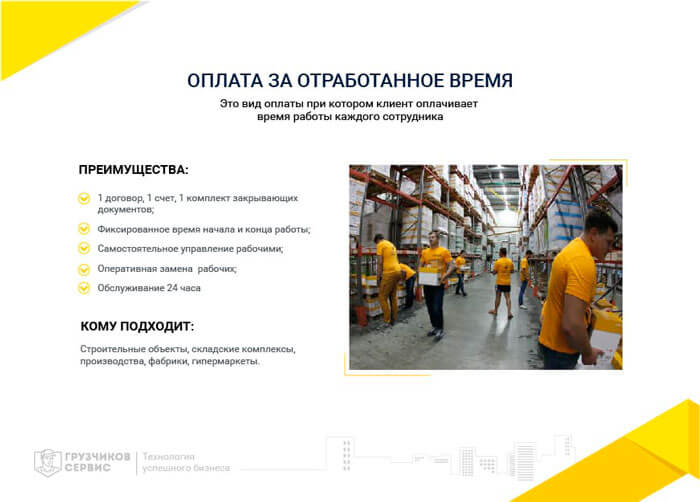 ОПЛАТА ЗА ОТРАБОТАННОЕ ВРЕМЯ
Это вид оплаты при котором клиент оплачивает
время работы каждого сотрудника
ПРЕИМУЩЕСТВА:
1 договор, 1 счет, 1 комплект закрывающих
документов;
Фиксированное время начала и конца работы;
Самостоятельное управление рабочими;
Оперативная замена рабочих;
Обслуживание 24 часа
КОМУ ПОДХОДИТ:
Строительные объекты, складские комплексы,
производства, фабрики, гипермаркеты.
ГРУЗЧИКОВ
СЕРВИС
Технология
успешного бизнеса